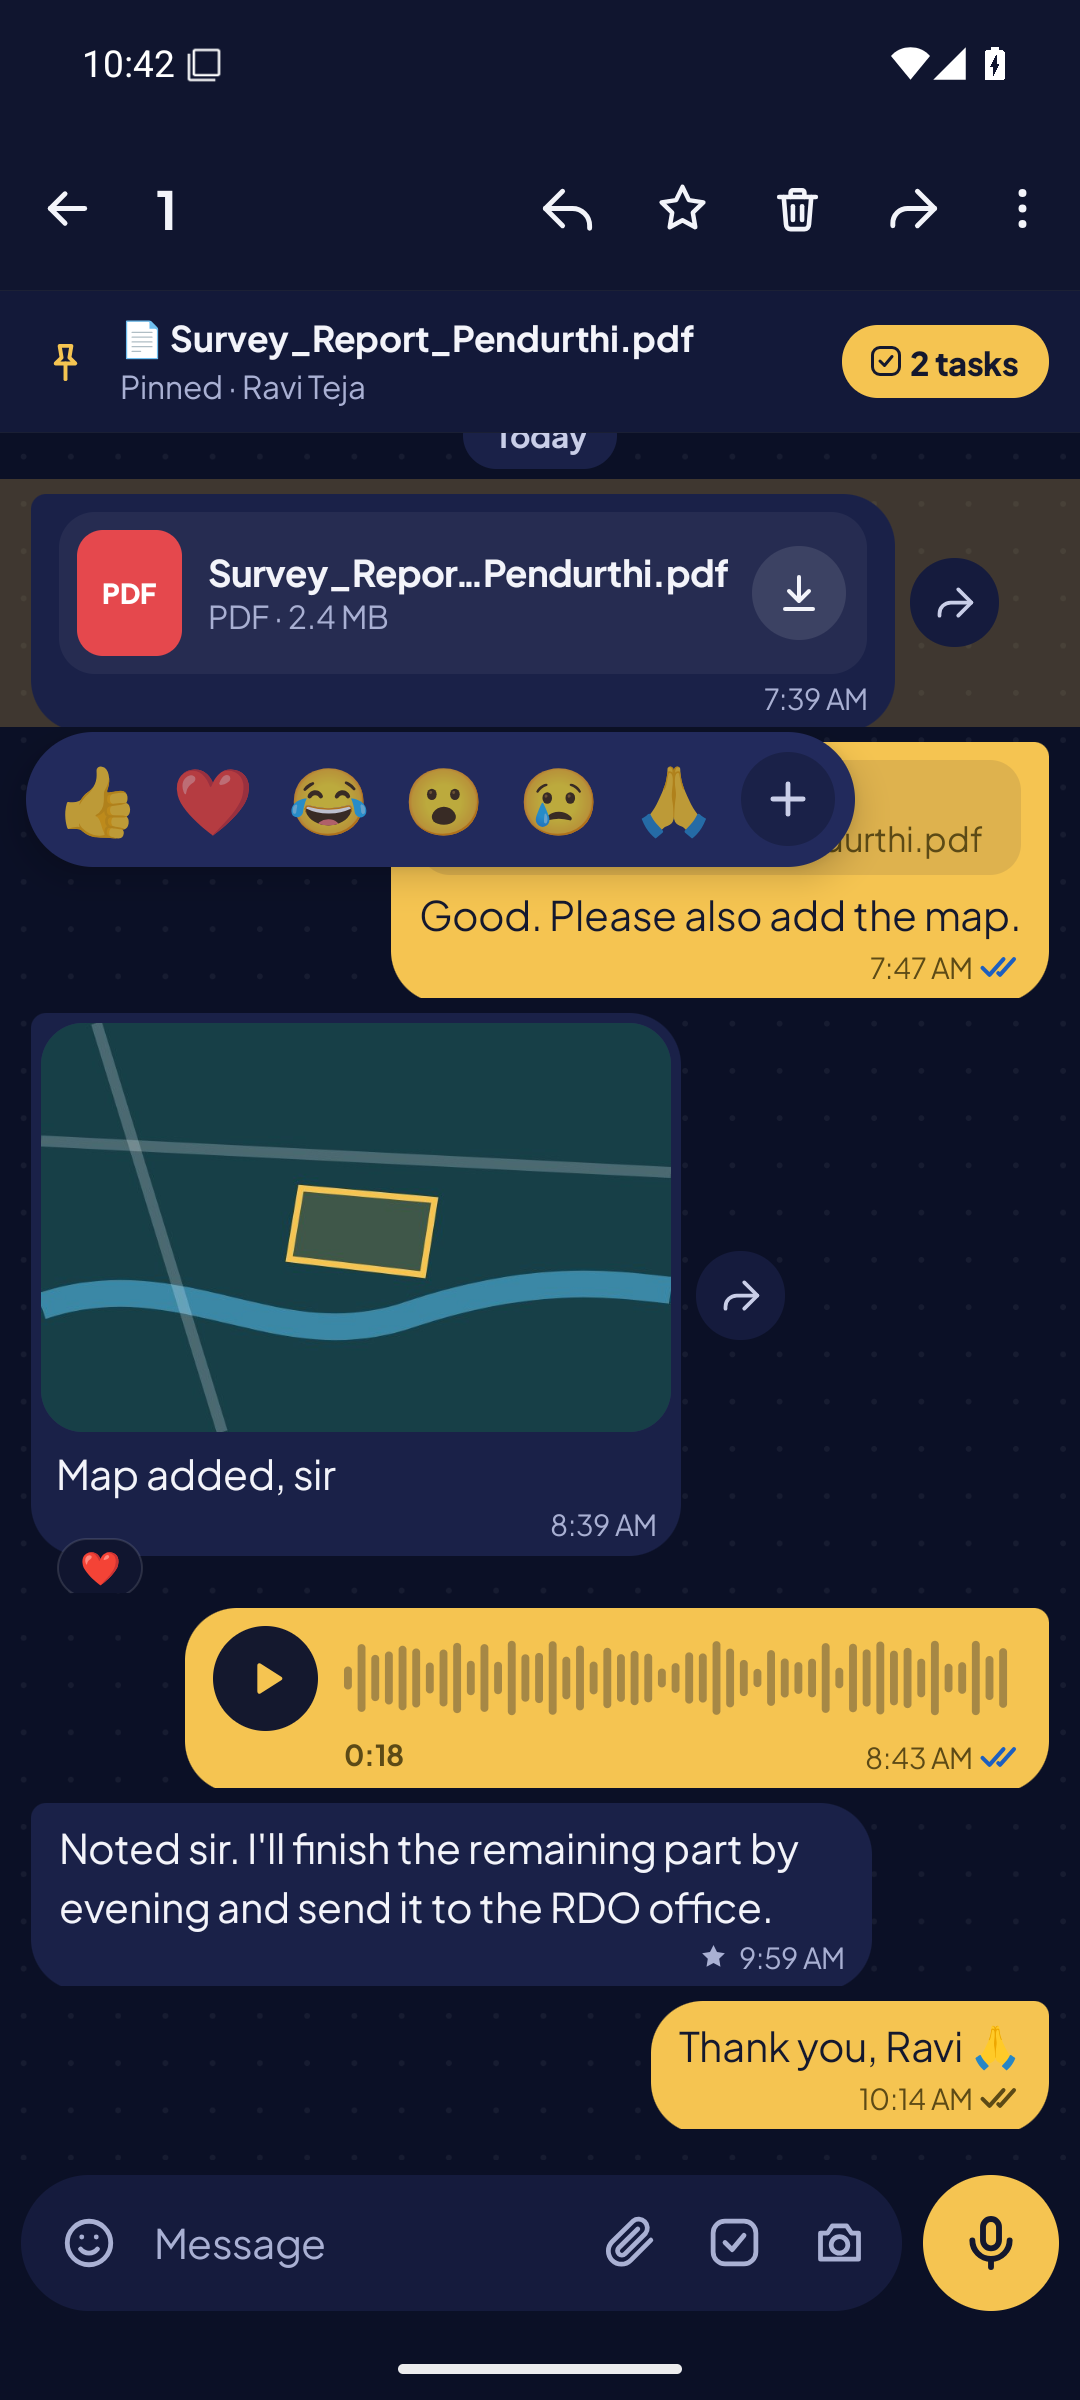 10:42
1
Survey_Report_Pendurthi.pdf
Pinned · Ravi Teja
2 tasks
Today
PDF
Survey_Repor...Pendurthi.pdf
PDF · 2.4 MB
7:39 AM
durthi.pdf
Good. Please also add the map.
7:47 AM
Map added, sir
8:39 AM
0:18
8:43 AM
Noted sir. I'll finish the remaining part by
evening and send it to the RDO office.
9:59 AM
Thank you, Ravi 🙏
10:14 AM
Message